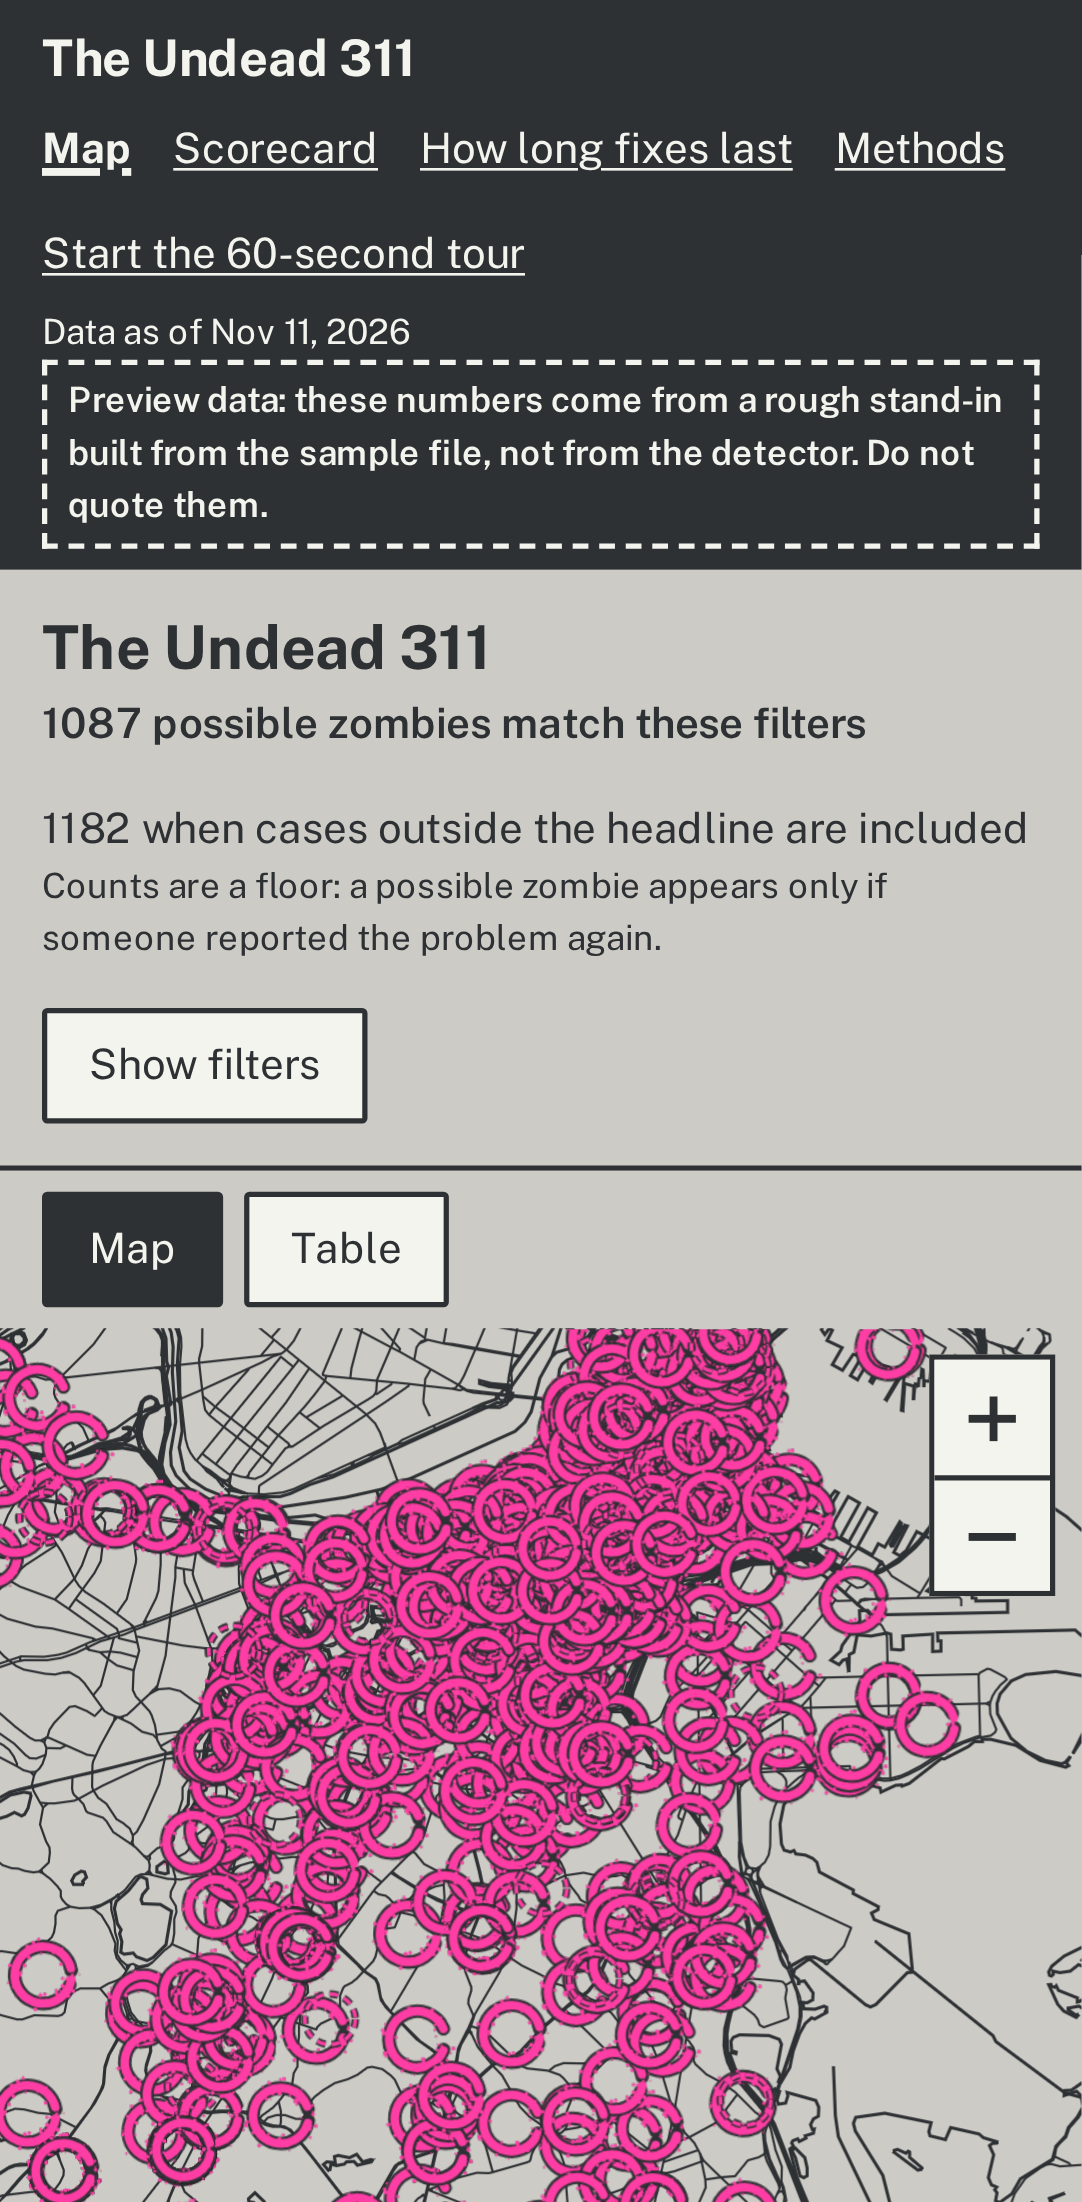 The Undead 311
Map Scorecard How long fixes last Methods
Start the 60-second tour
Data as of Nov 11, 2026
Preview data: these numbers come from a rough stand-in
built from the sample file, not from the detector. Do not
quote them.
The Undead 311
1087 possible zombies match these filters
1182 when cases outside the headline are included
Counts are a floor: a possible zombie appears only if
someone reported the problem again.
Show filters
Map Table
+
−